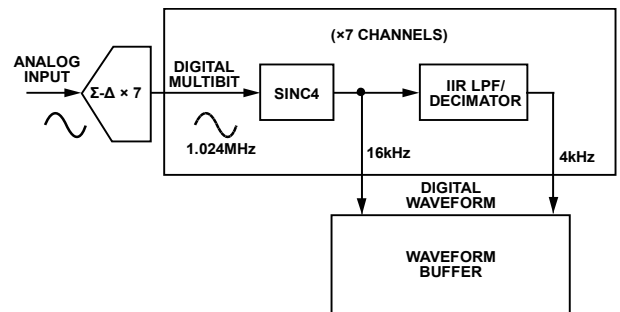 (×7 CHANNELS)
ANALOG
INPUT
Σ-Δ × 7
DIGITAL
MULTIBIT
1.024MHz
SINC4
IIR LPF/
DECIMATOR
16kHz
4kHz
DIGITAL
WAVEFORM
WAVEFORM
BUFFER